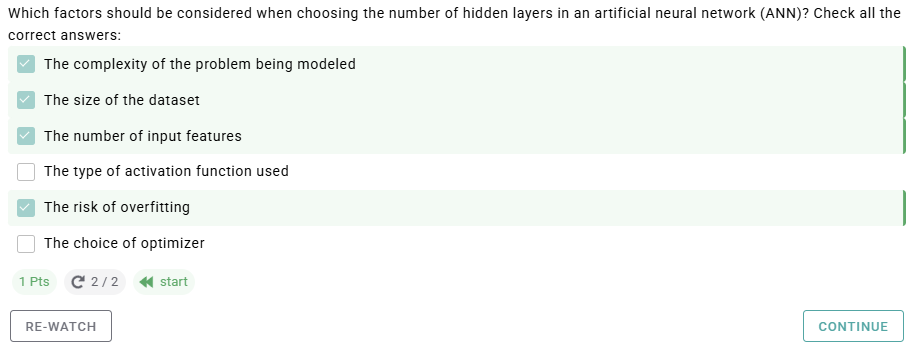 Which factors should be considered when choosing the number of hidden layers in an artificial neural network (ANN)? Check all the
correct answers:
The complexity of the problem being modeled
The size of the dataset
The number of input features
The type of activation function used
The risk of overfitting
The choice of optimizer
1 Pts 2 / 2 start
RE-WATCH CONTINUE